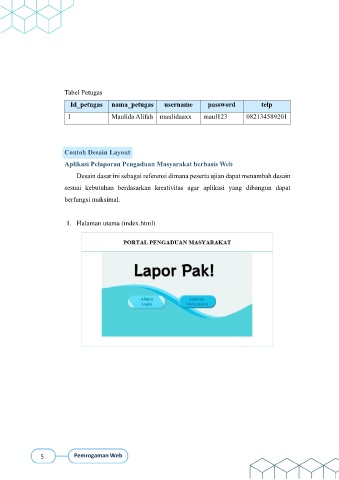 Tabel Petugas
Id_petugas nama_petugas username password telp
1 Maulida Alifah maulidaaxx maul123 082134589201
Contoh Desain Layout
Aplikasi Pelaporan Pengaduan Masyarakat berbasis Web
Desain dasar ini sebagai referensi dimana peserta ujian dapat menambah desain
sesuai kebutuhan berdasarkan kreativitas agar aplikasi yang dibangun dapat
berfungsi maksimal.
1. Halaman utama (index.html)
PORTAL PENGADUAN MASYARAKAT
Lapor Pak!
Admin
Login
Laporan
Masyarakat
5 Pemrogaman Web